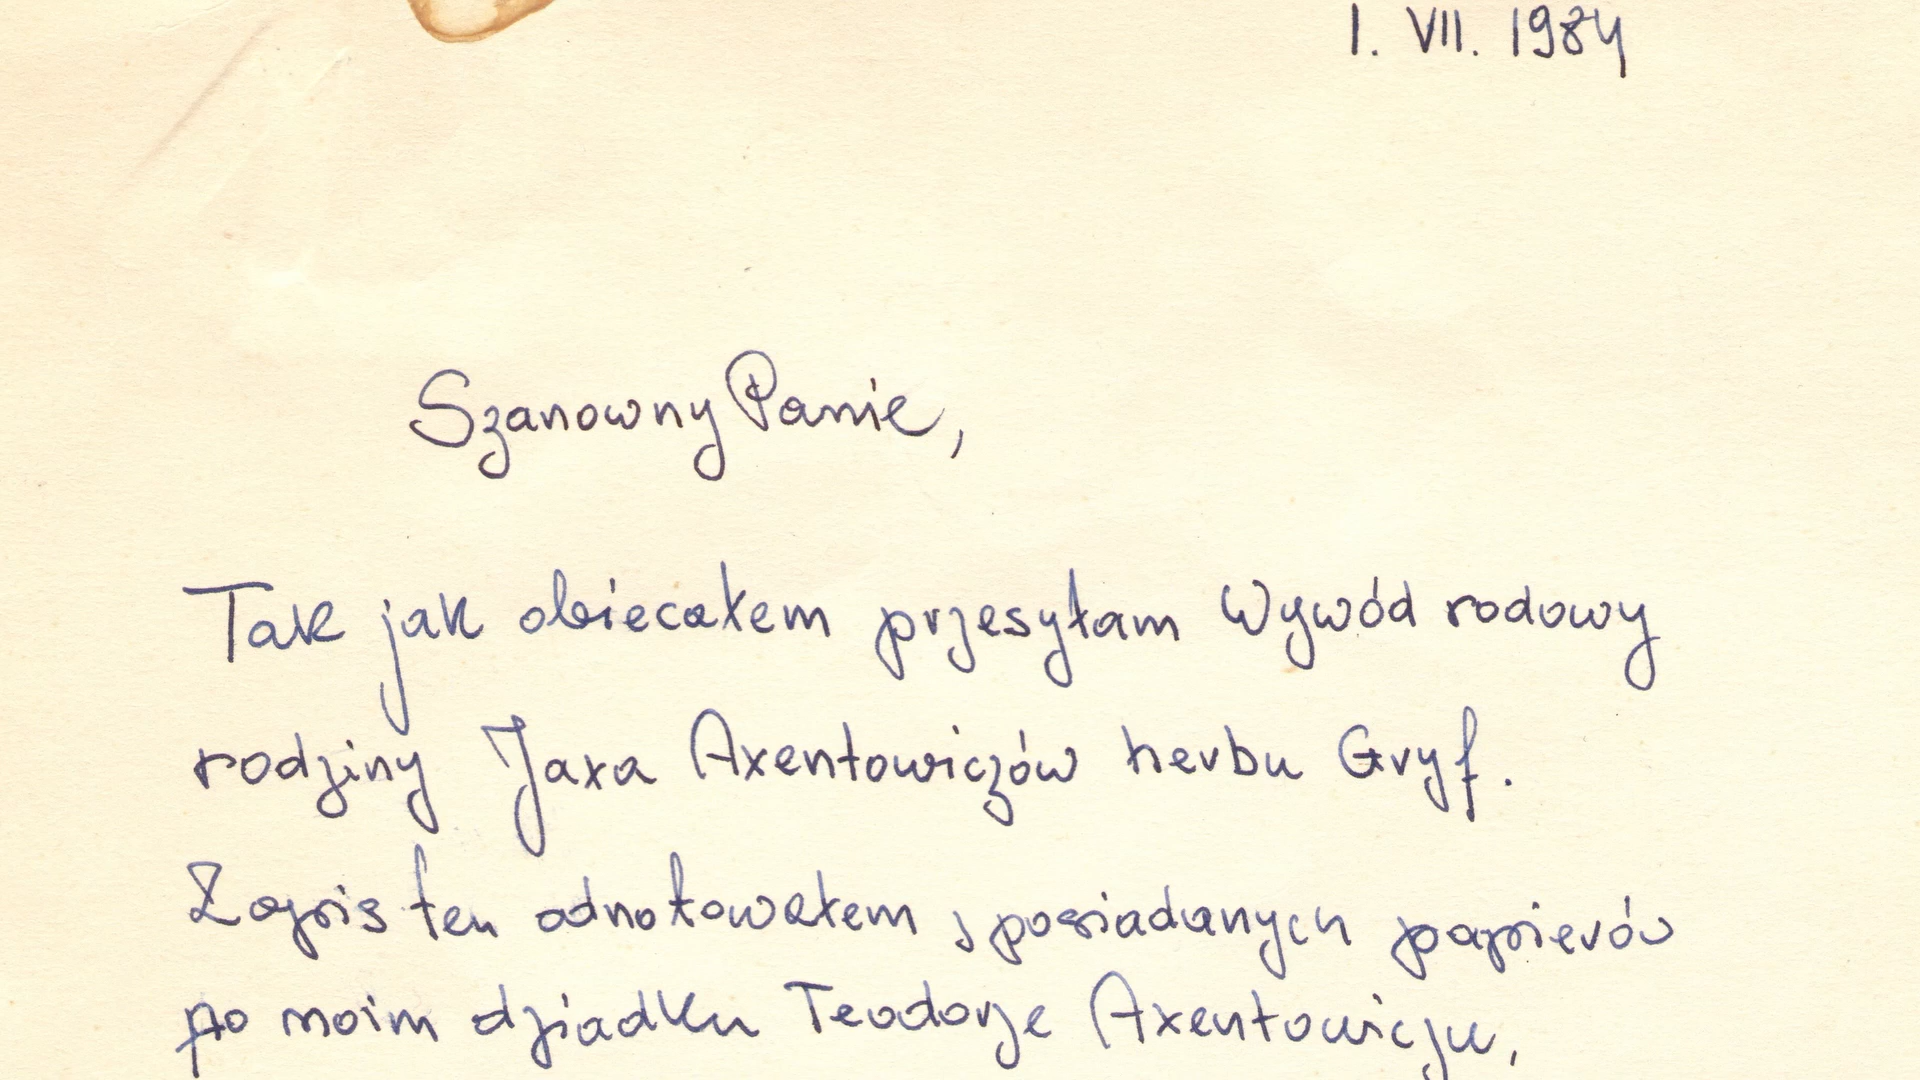 1. VII. 1984
Szanowny Panie,
Tak jak obiecałem przesyłam Wywód rodowy
rodziny Jaxa Axentowiczów herbu Gryf.
Zapis ten odnotowałem z posiadanych papierów
po moim dziadku Teodorze Axentowiczu,